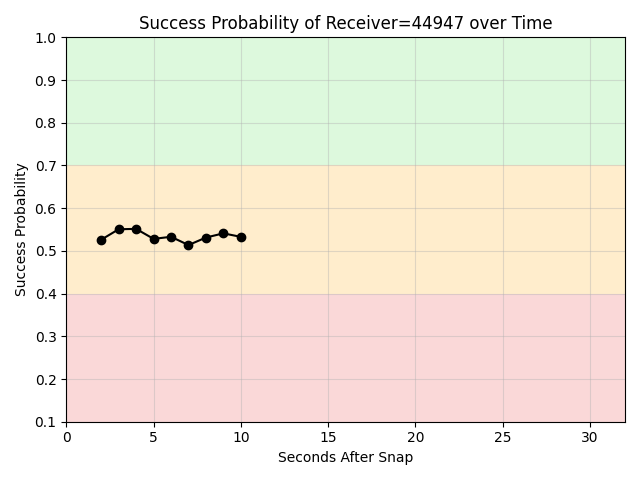 Success Probability of Receiver=44947 over Time
1.0
0.9
0.8
0.7
0.6
0.5
0.4
0.3
0.2
0.1
Success Probability
0 5 10 15 20 25 30
Seconds After Snap